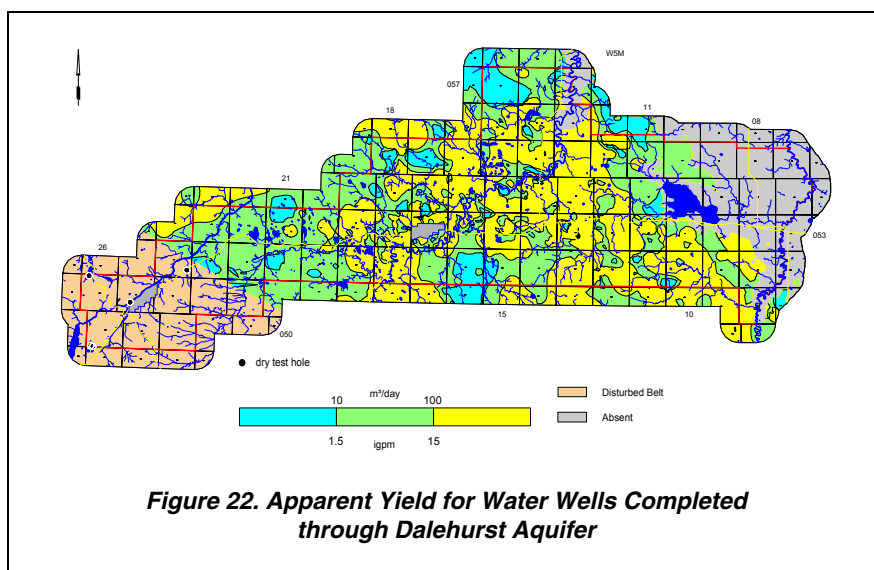 W5M
057
11
18
08
21
053
26
050
15
10
dry test hole
10 m³/day 100
1.5 igpm 15
Disturbed Belt
Absent
Figure 22. Apparent Yield for Water Wells Completed
through Dalehurst Aquifer